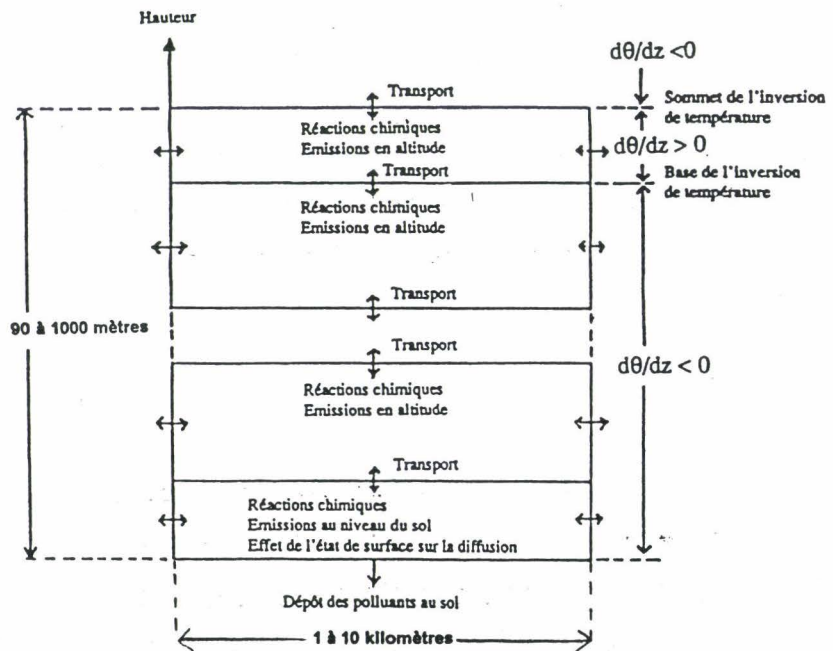 Hauteur
dθ/dz <0
Transport
Sommet de l'inversion
de température
Réactions chimiques
Emissions en altitude
dθ/dz > 0
Transport
Base de l'inversion
de température
Réactions chimiques
Emissions en altitude
Transport
90 à 1000 mètres
Transport
dθ/dz < 0
Réactions chimiques
Emissions en altitude
Transport
Réactions chimiques
Emissions au niveau du sol
Effet de l'état de surface sur la diffusion
Dépôt des polluants au sol
1 à 10 kilomètres